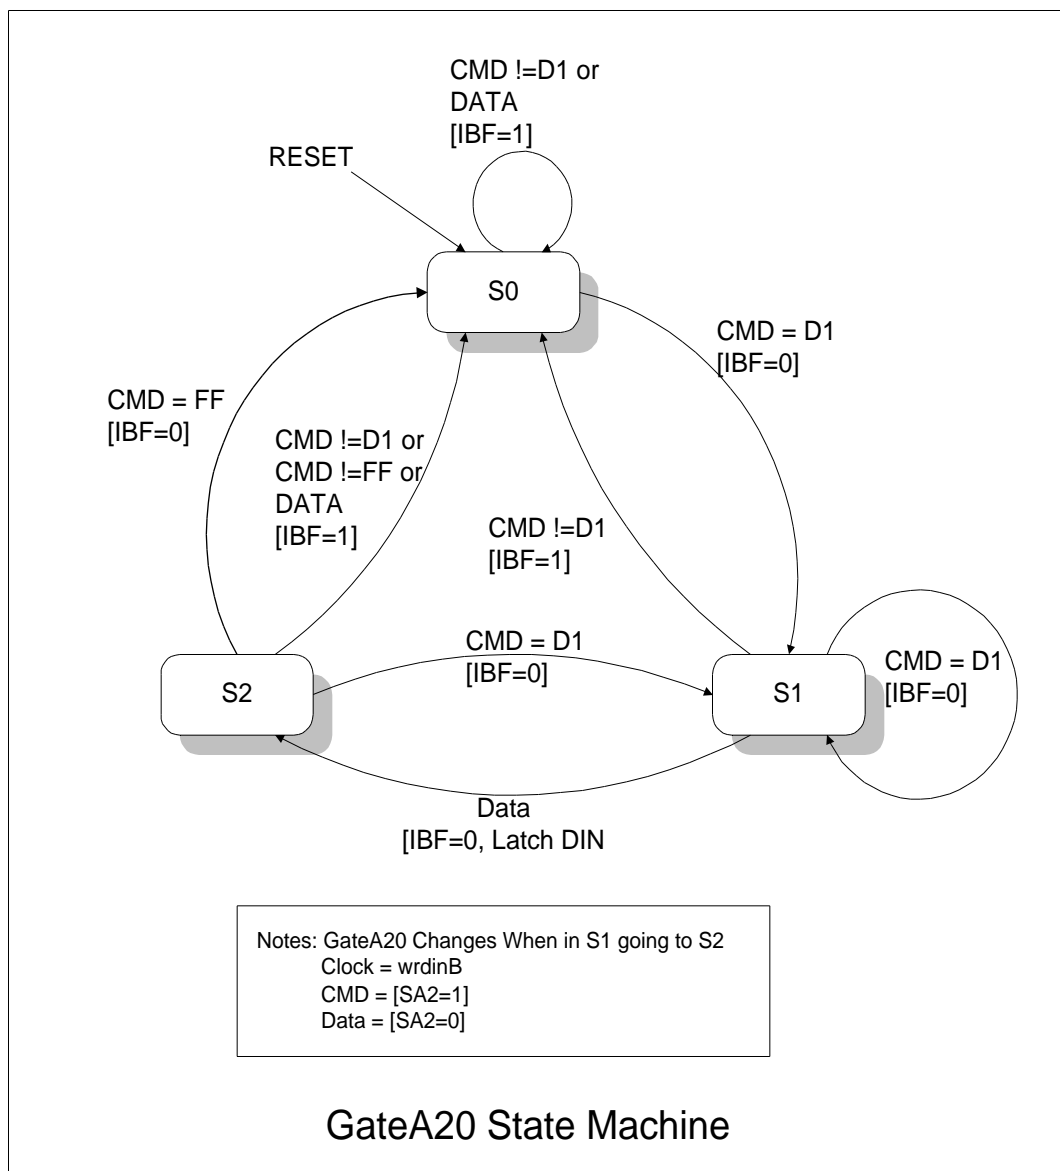 CMD !=D1 or
DATA
[IBF=1]
RESET
S0
CMD = D1
[IBF=0]
CMD = FF
[IBF=0]
CMD !=D1 or
CMD !=FF or
DATA
[IBF=1]
CMD !=D1
[IBF=1]
CMD = D1
[IBF=0]
S2
S1
CMD = D1
[IBF=0]
Data
[IBF=0, Latch DIN
Notes: GateA20 Changes When in S1 going to S2
Clock = wrdinB
CMD = [SA2=1]
Data = [SA2=0]
GateA20 State Machine